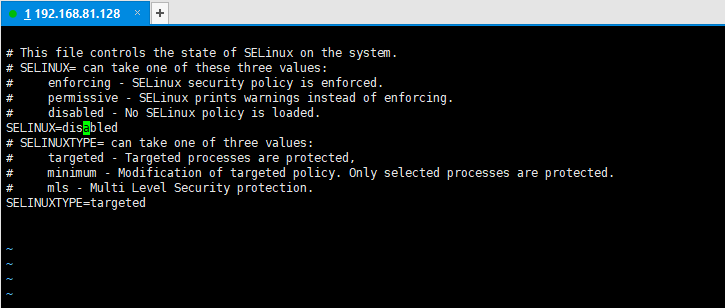 1 192.168.81.128 × +
# This file controls the state of SELinux on the system.
# SELINUX= can take one of these three values:
#     enforcing - SELinux security policy is enforced.
#     permissive - SELinux prints warnings instead of enforcing.
#     disabled - No SELinux policy is loaded.
SELINUX=disabled
# SELINUXTYPE= can take one of three values:
#     targeted - Targeted processes are protected,
#     minimum - Modification of targeted policy. Only selected processes are protected.
#     mls - Multi Level Security protection.
SELINUXTYPE=targeted
~
~
~
~